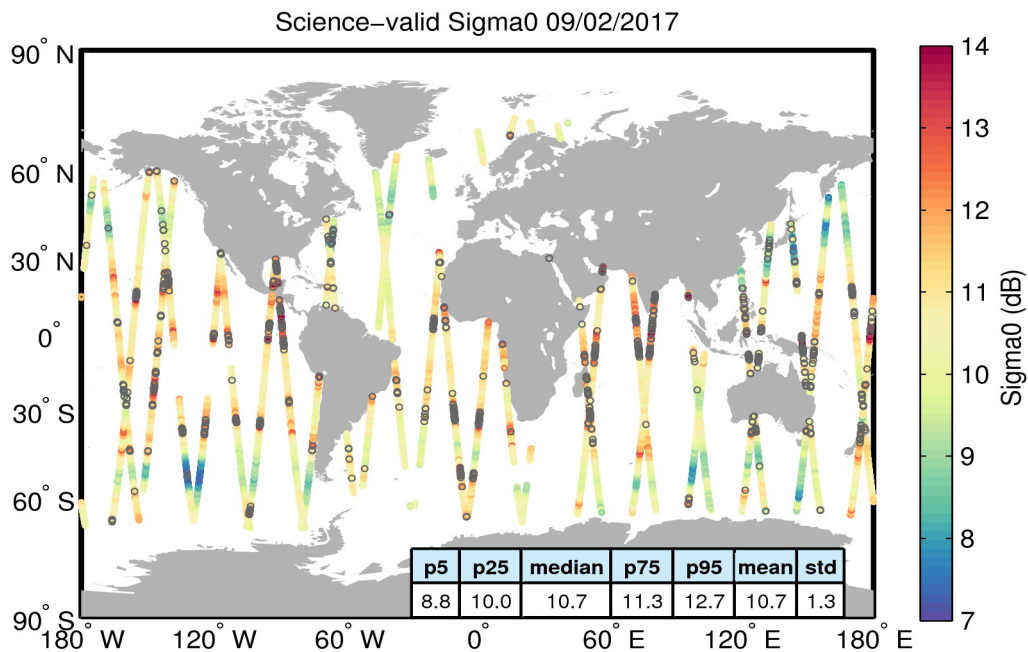 Science−valid Sigma0 09/02/2017
90° N
60° N
30° N
0°
30° S
60° S
90° S
180° W
120° W
60° W
0°
60° E
120° E
180° E
14
13
12
11
10
9
8
7
Sigma0 (dB)
p5 p25 median p75 p95 mean std
8.8 10.0 10.7 11.3 12.7 10.7 1.3